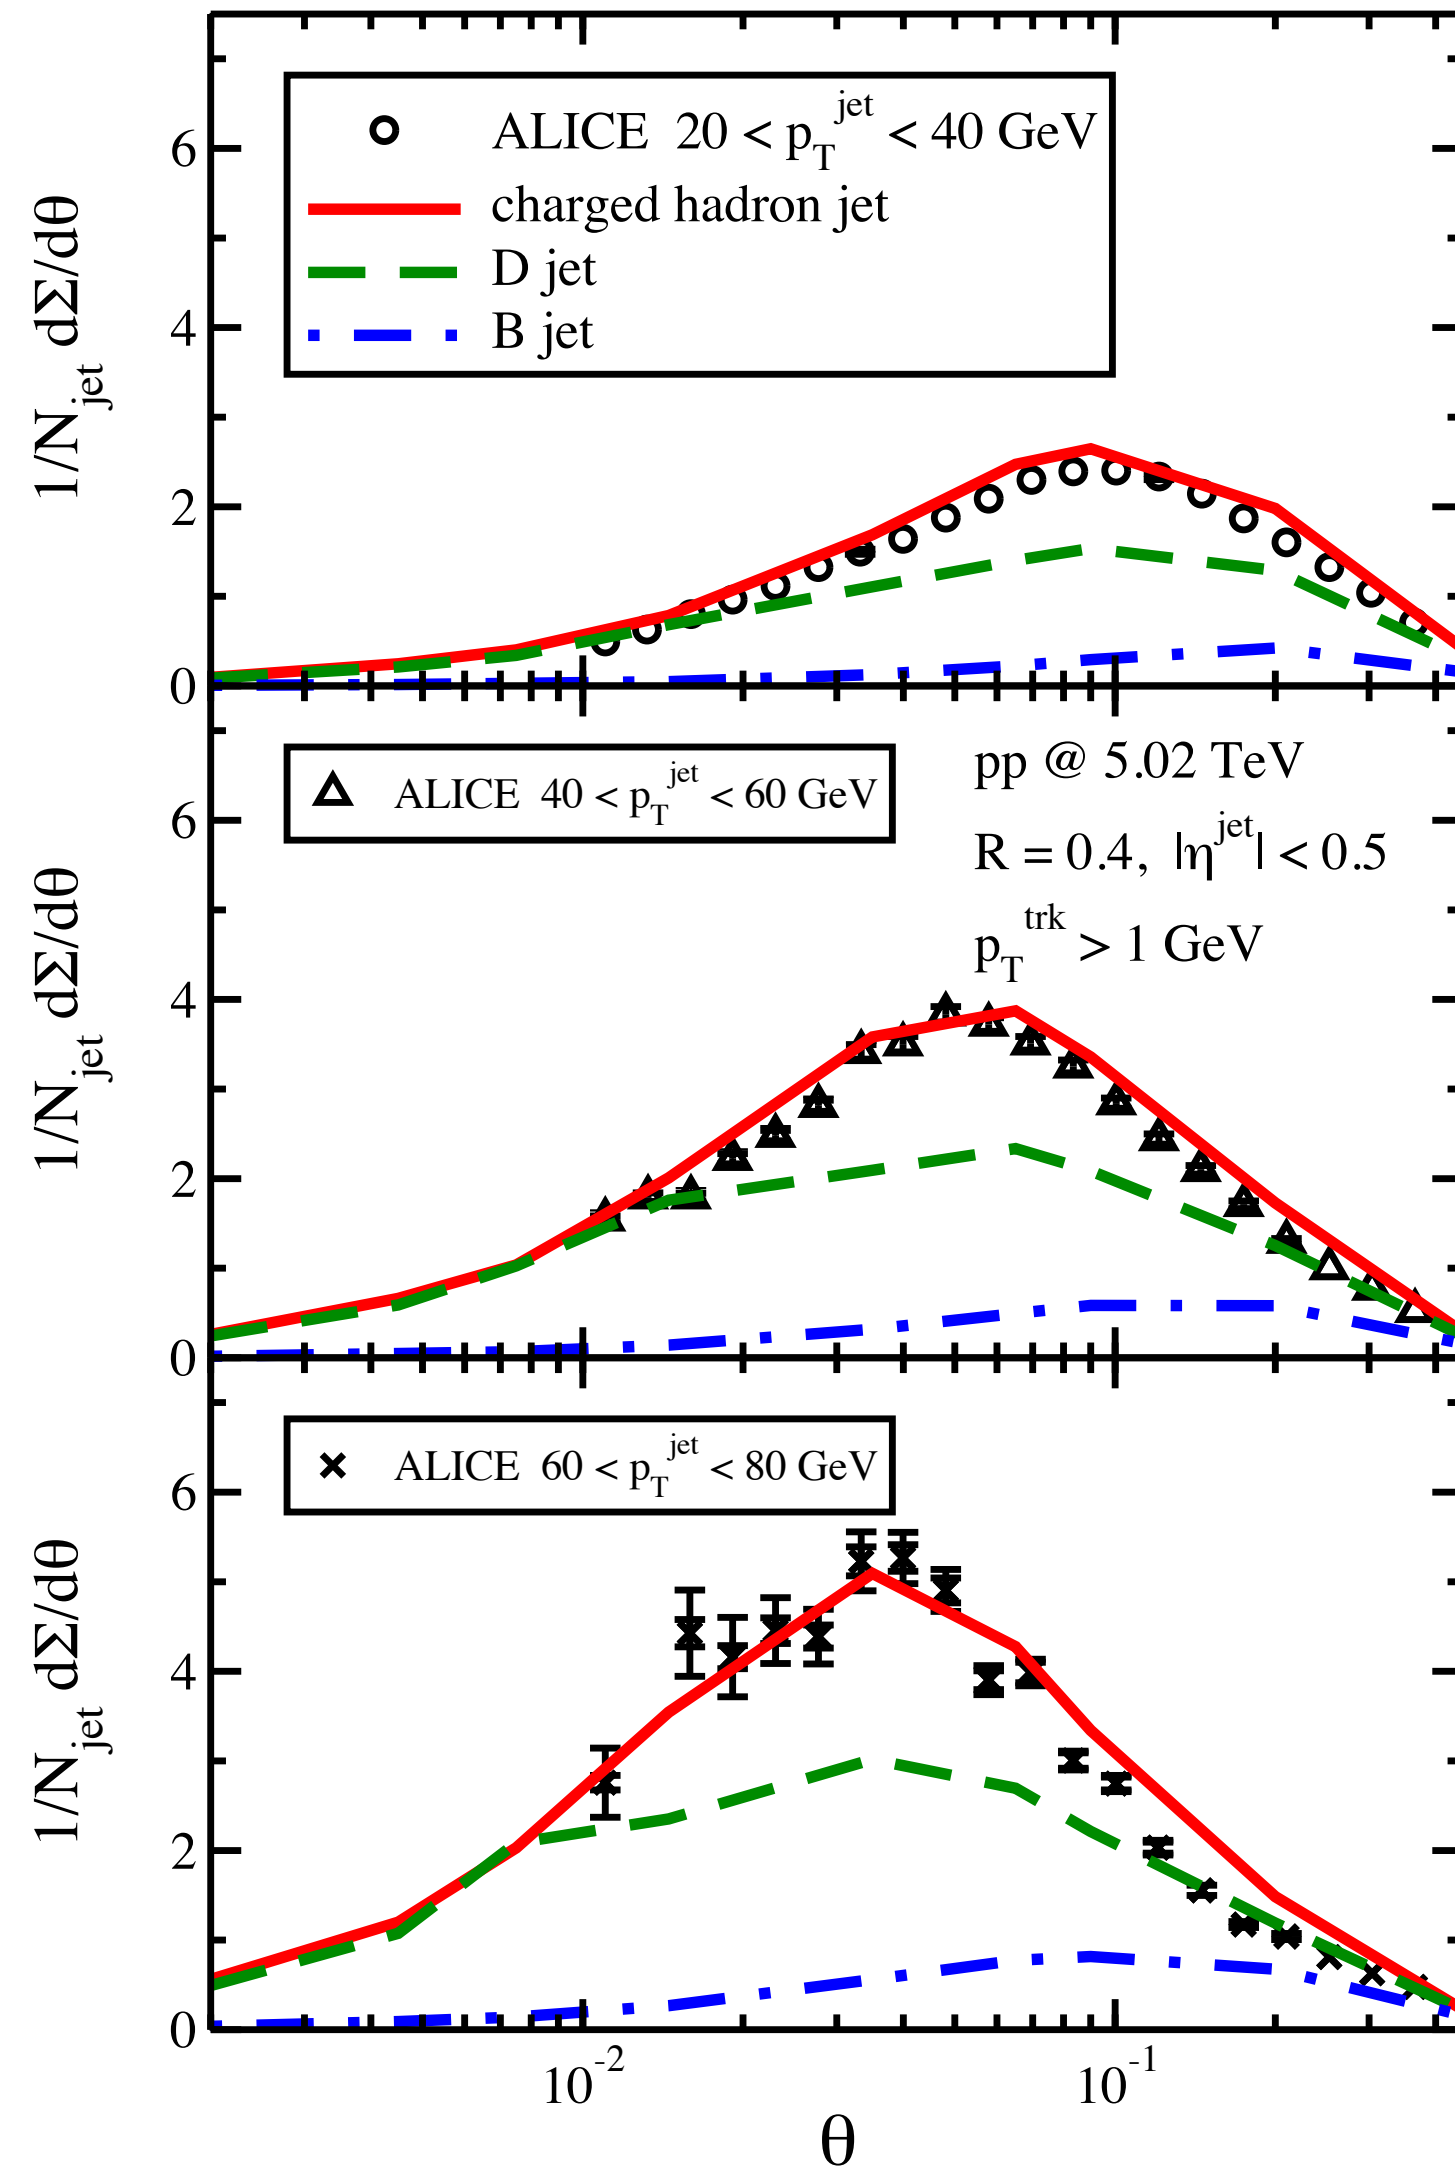 ALICE 20 < p_T^jet < 40 GeV
charged hadron jet
D jet
B jet
6
4
2
0
1/N_jet dΣ/dθ
ALICE 40 < p_T^jet < 60 GeV
pp @ 5.02 TeV
R = 0.4, |η^jet| < 0.5
p_T^trk > 1 GeV
6
4
2
0
1/N_jet dΣ/dθ
ALICE 60 < p_T^jet < 80 GeV
6
4
2
0
1/N_jet dΣ/dθ
10^-2
10^-1
θ